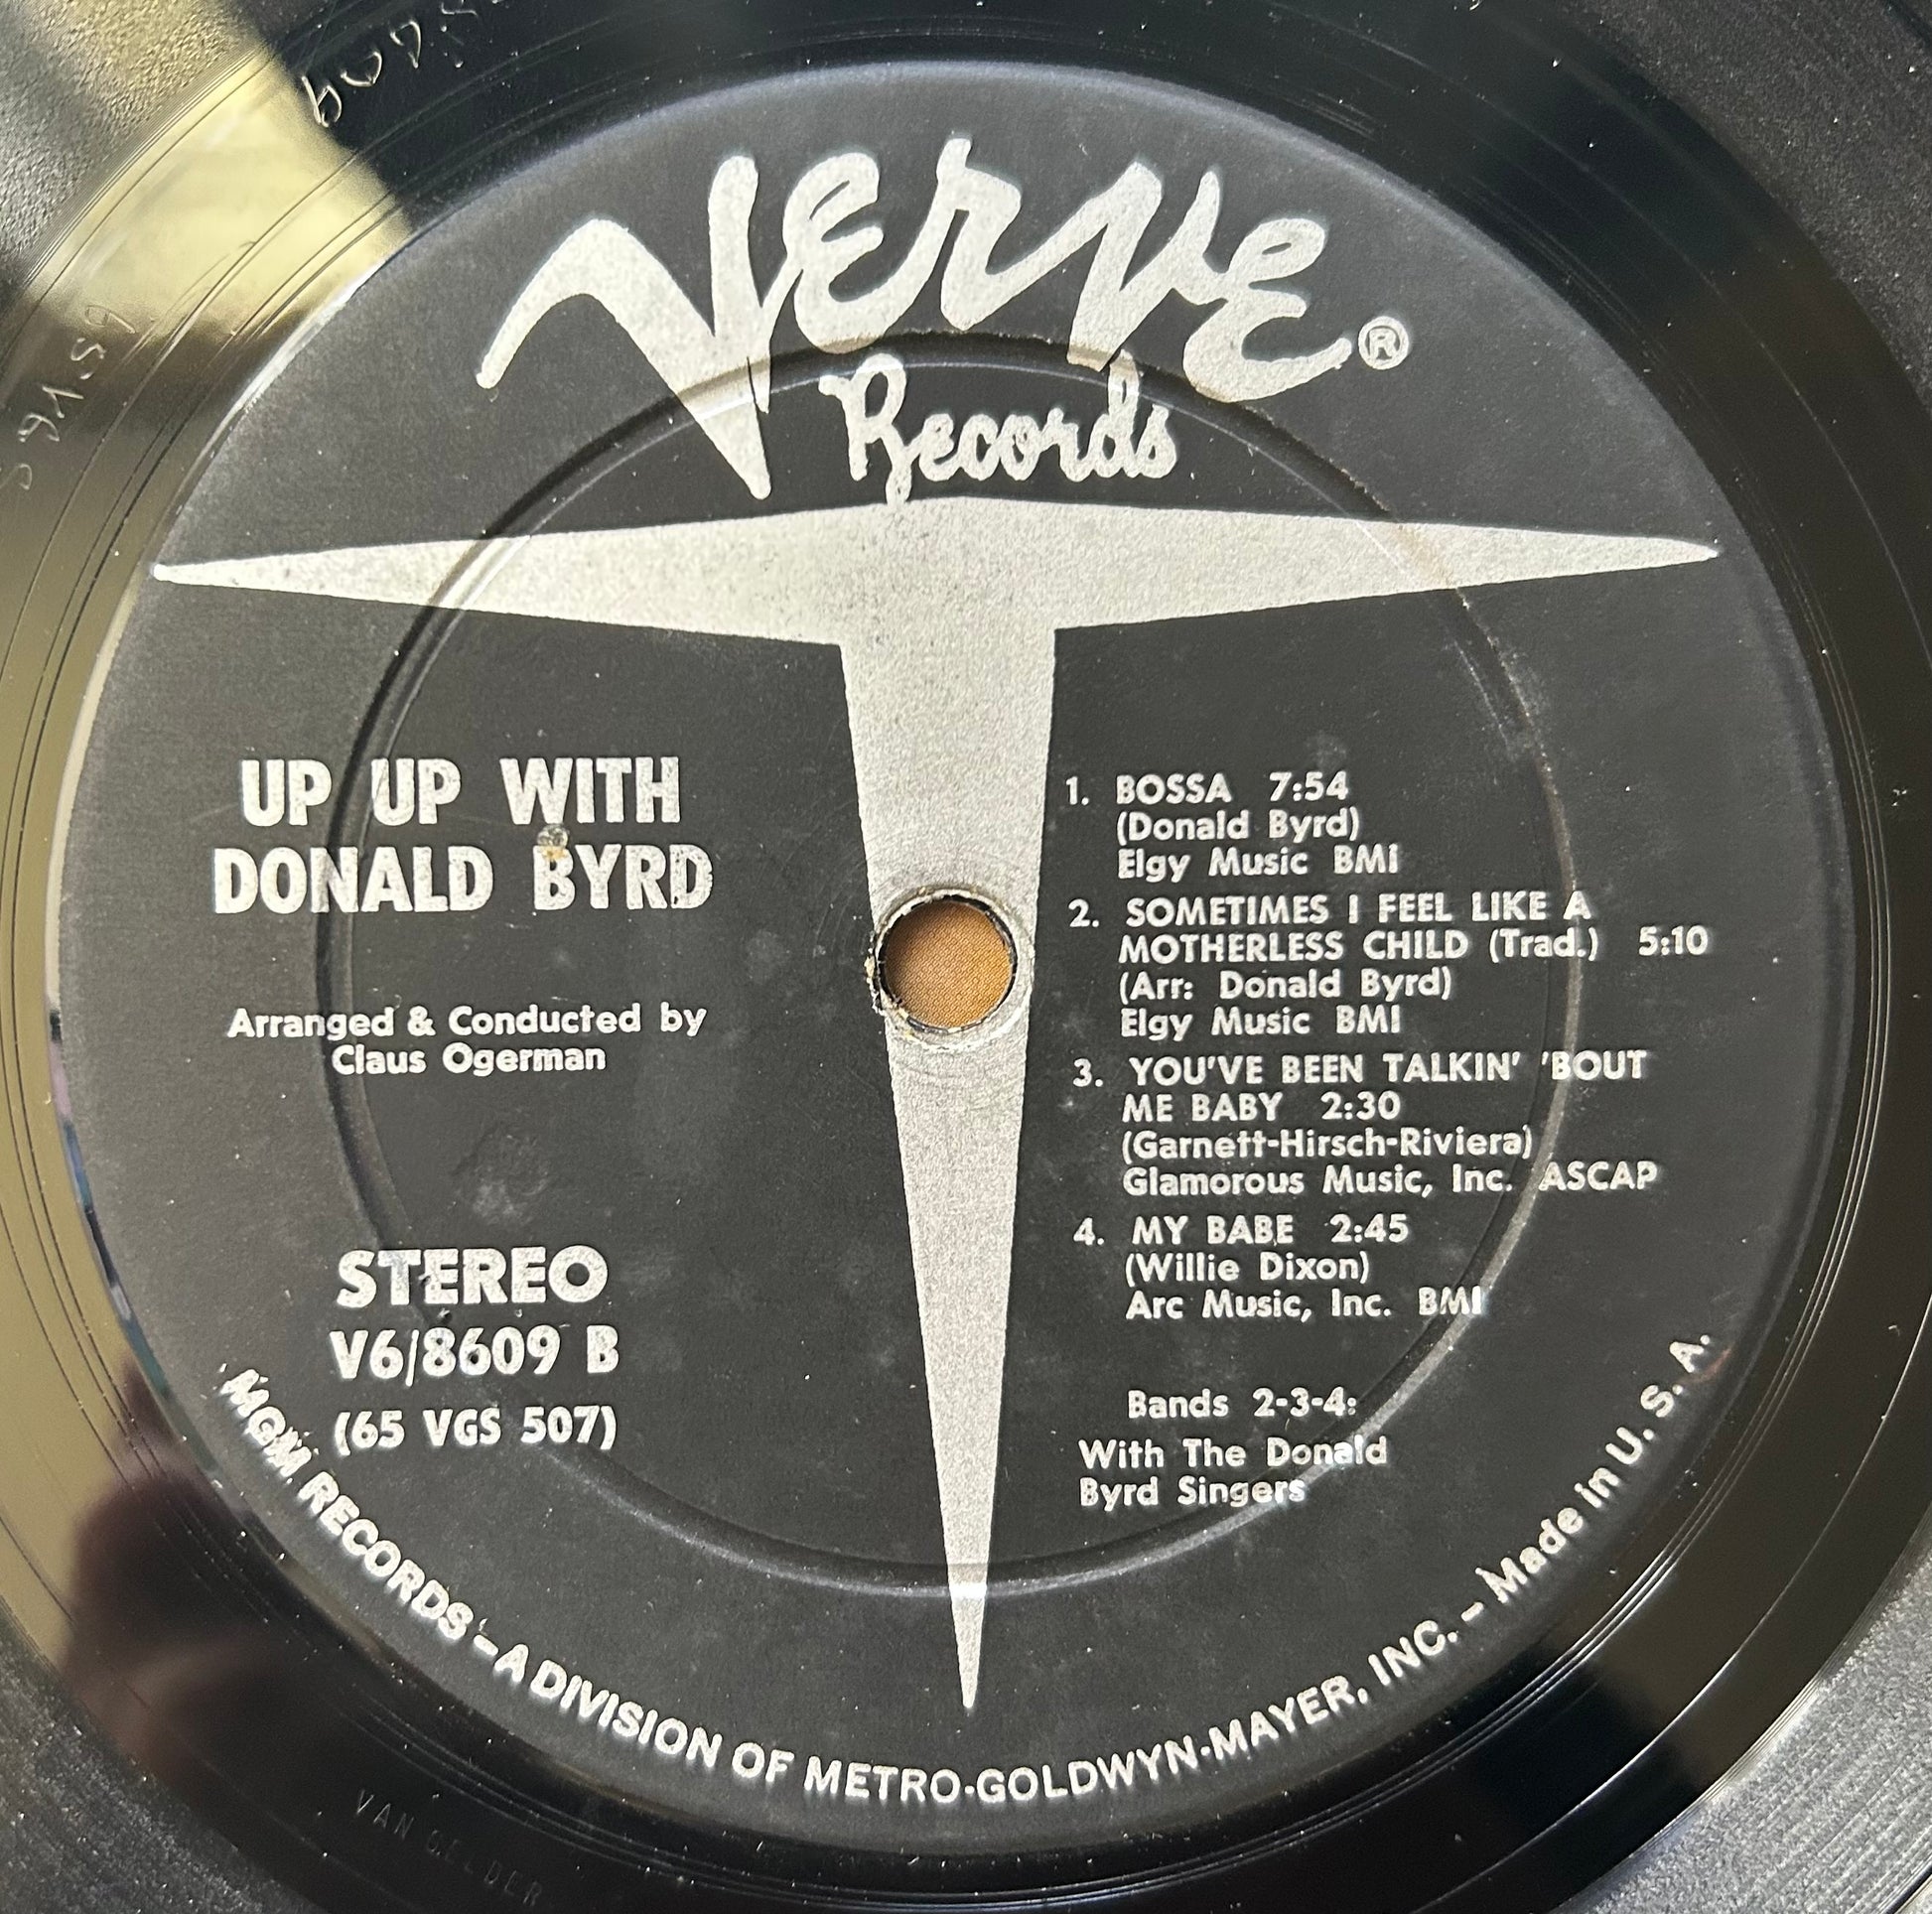 Verve®
Records
UP UP WITH
DONALD BYRD
Arranged & Conducted by
Claus Ogerman
STEREO
V6/8609 B
(65 VGS 507)
1. BOSSA 7:54
(Donald Byrd)
Elgy Music BMI
2. SOMETIMES I FEEL LIKE A
MOTHERLESS CHILD (Trad.) 5:10
(Arr: Donald Byrd)
Elgy Music BMI
3. YOU'VE BEEN TALKIN' 'BOUT
ME BABY 2:30
(Garnett-Hirsch-Riviera)
Glamorous Music, Inc. ASCAP
4. MY BABE 2:45
(Willie Dixon)
Arc Music, Inc. BMI
Bands 2-3-4:
With The Donald
Byrd Singers
MGM RECORDS - A DIVISION OF METRO-GOLDWYN-MAYER, INC. - Made in U. S. A.
VAN GELDER